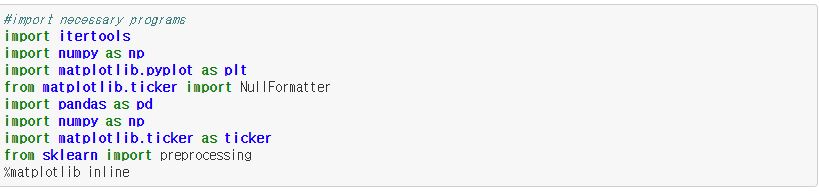 #import necessary programs
import itertools
import numpy as np
import matplotlib.pyplot as plt
from matplotlib.ticker import NullFormatter
import pandas as pd
import numpy as np
import matplotlib.ticker as ticker
from sklearn import preprocessing
%matplotlib inline